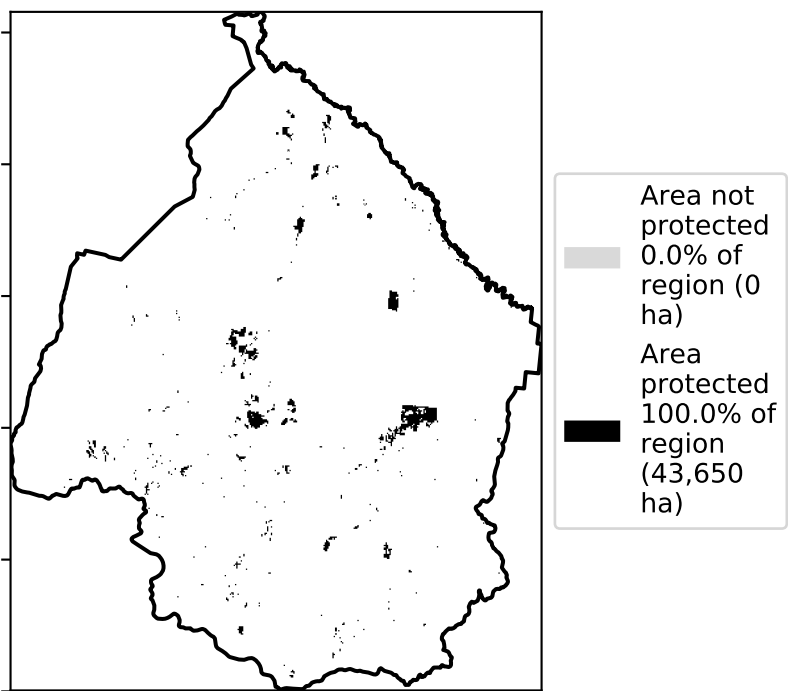 Area not
protected
0.0% of
region (0
ha)
Area
protected
100.0% of
region
(43,650
ha)